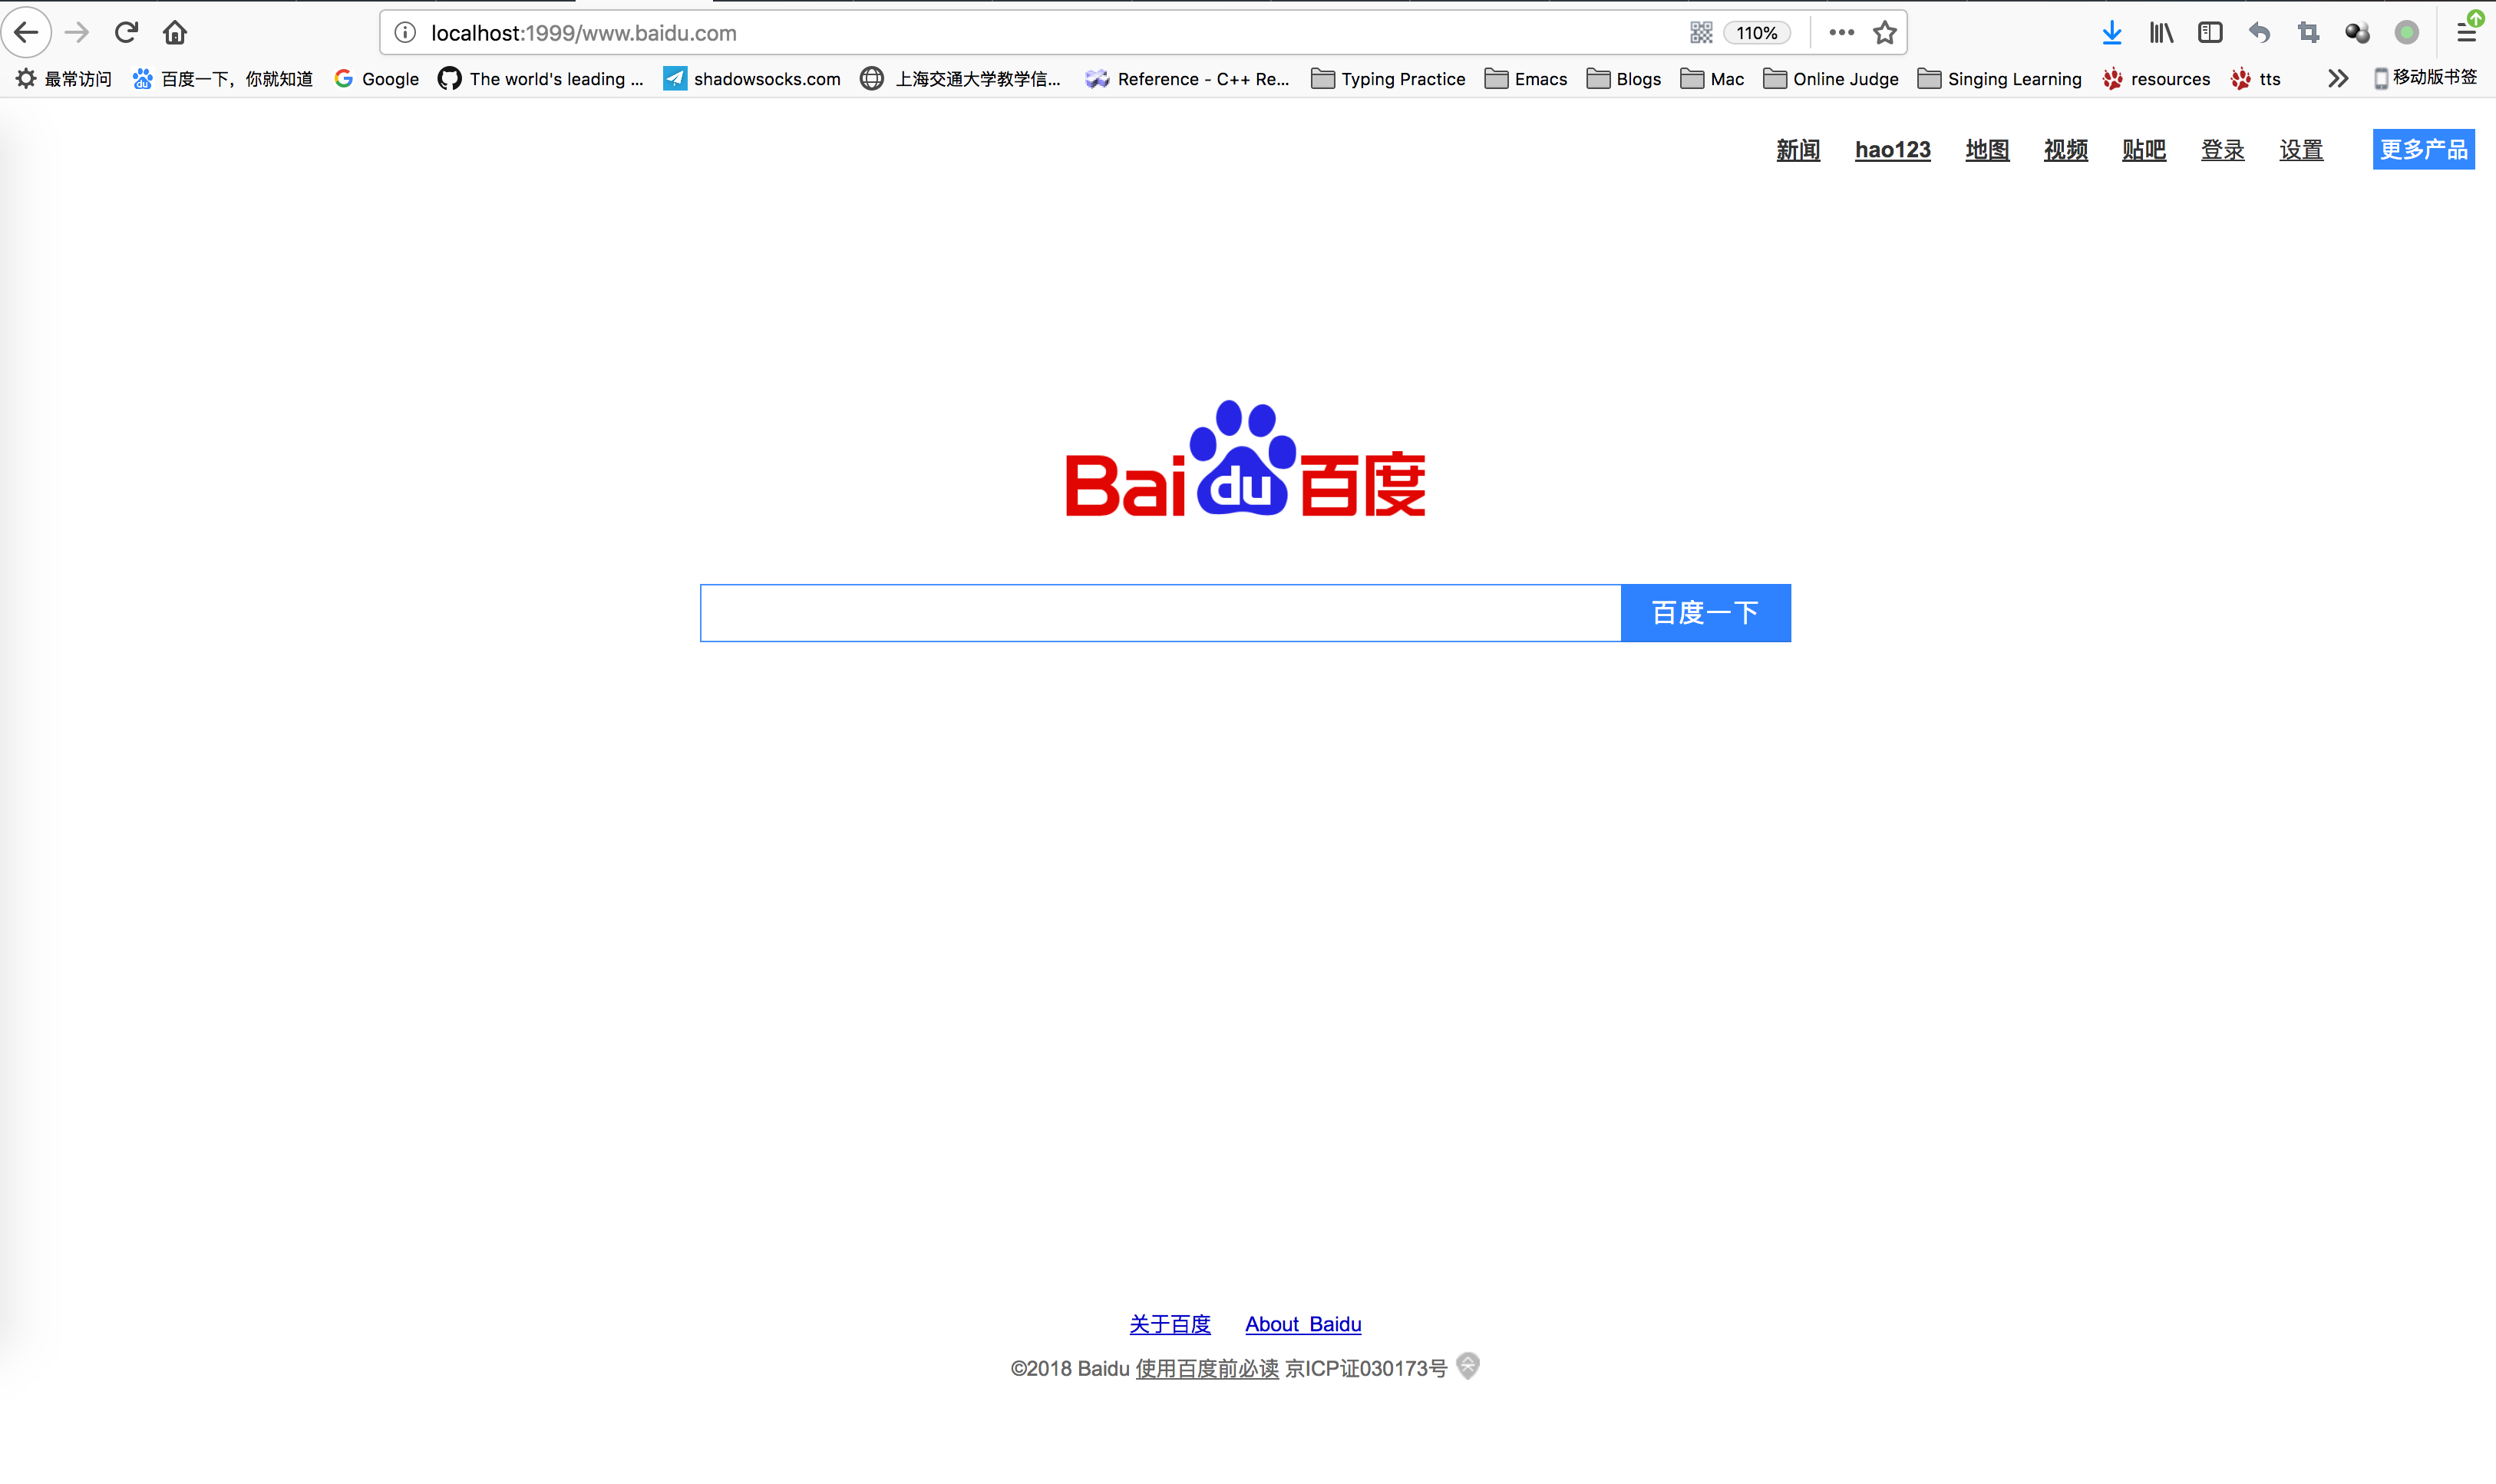 localhost:1999/www.baidu.com 110%
最常访问 百度一下，你就知道 Google The world's leading ... shadowsocks.com 上海交通大学教学信... Reference - C++ Re... Typing Practice Emacs Blogs Mac Online Judge Singing Learning resources tts 移动版书签
新闻 hao123 地图 视频 贴吧 登录 设置 更多产品
Bai du 百度
百度一下
关于百度 About Baidu
©2018 Baidu 使用百度前必读 京ICP证030173号